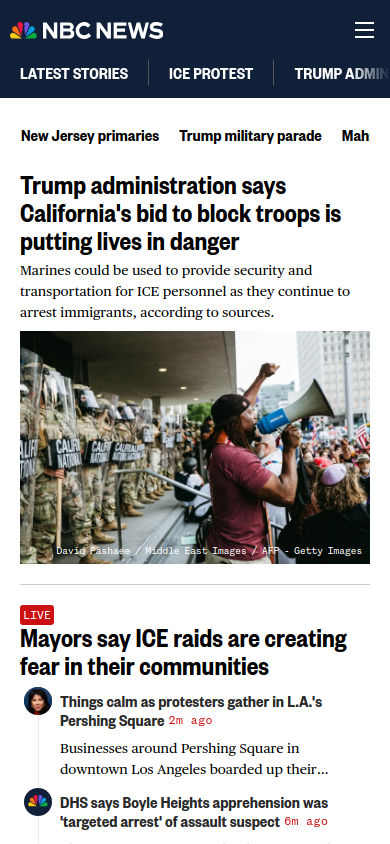 NBC NEWS
LATEST STORIES
ICE PROTEST
TRUMP ADMIN
New Jersey primaries
Trump military parade
Mah
Trump administration says
California's bid to block troops is
putting lives in danger
Marines could be used to provide security and
transportation for ICE personnel as they continue to
arrest immigrants, according to sources.
David Pashaee / Middle East Images / AFP - Getty Images
LIVE
Mayors say ICE raids are creating
fear in their communities
Things calm as protesters gather in L.A.'s
Pershing Square 2m ago
Businesses around Pershing Square in
downtown Los Angeles boarded up their...
DHS says Boyle Heights apprehension was
'targeted arrest' of assault suspect 6m ago